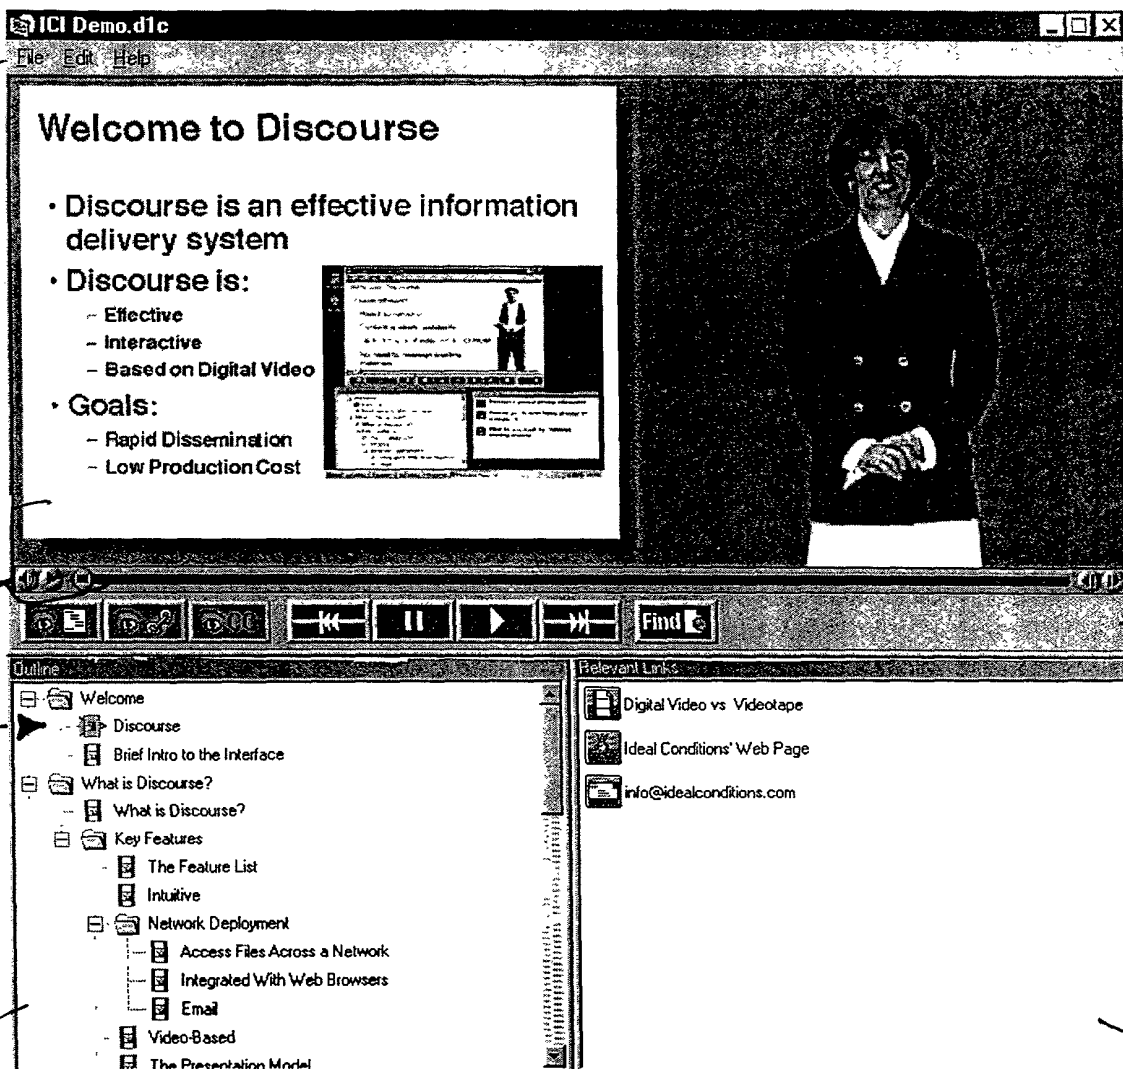 ICI Demo.d1c
File Edit Help
Welcome to Discourse
• Discourse is an effective information
delivery system
• Discourse is:
– Effective
– Interactive
– Based on Digital Video
• Goals:
– Rapid Dissemination
– Low Production Cost
CC
Find
Outline
Welcome
Discourse
Brief Intro to the Interface
What is Discourse?
What is Discourse?
Key Features
The Feature List
Intuitive
Network Deployment
Access Files Across a Network
Integrated With Web Browsers
Email
Video-Based
The Presentation Model
Relevant Links
Digital Video vs Videotape
Ideal Conditions' Web Page
info@idealconditions.com